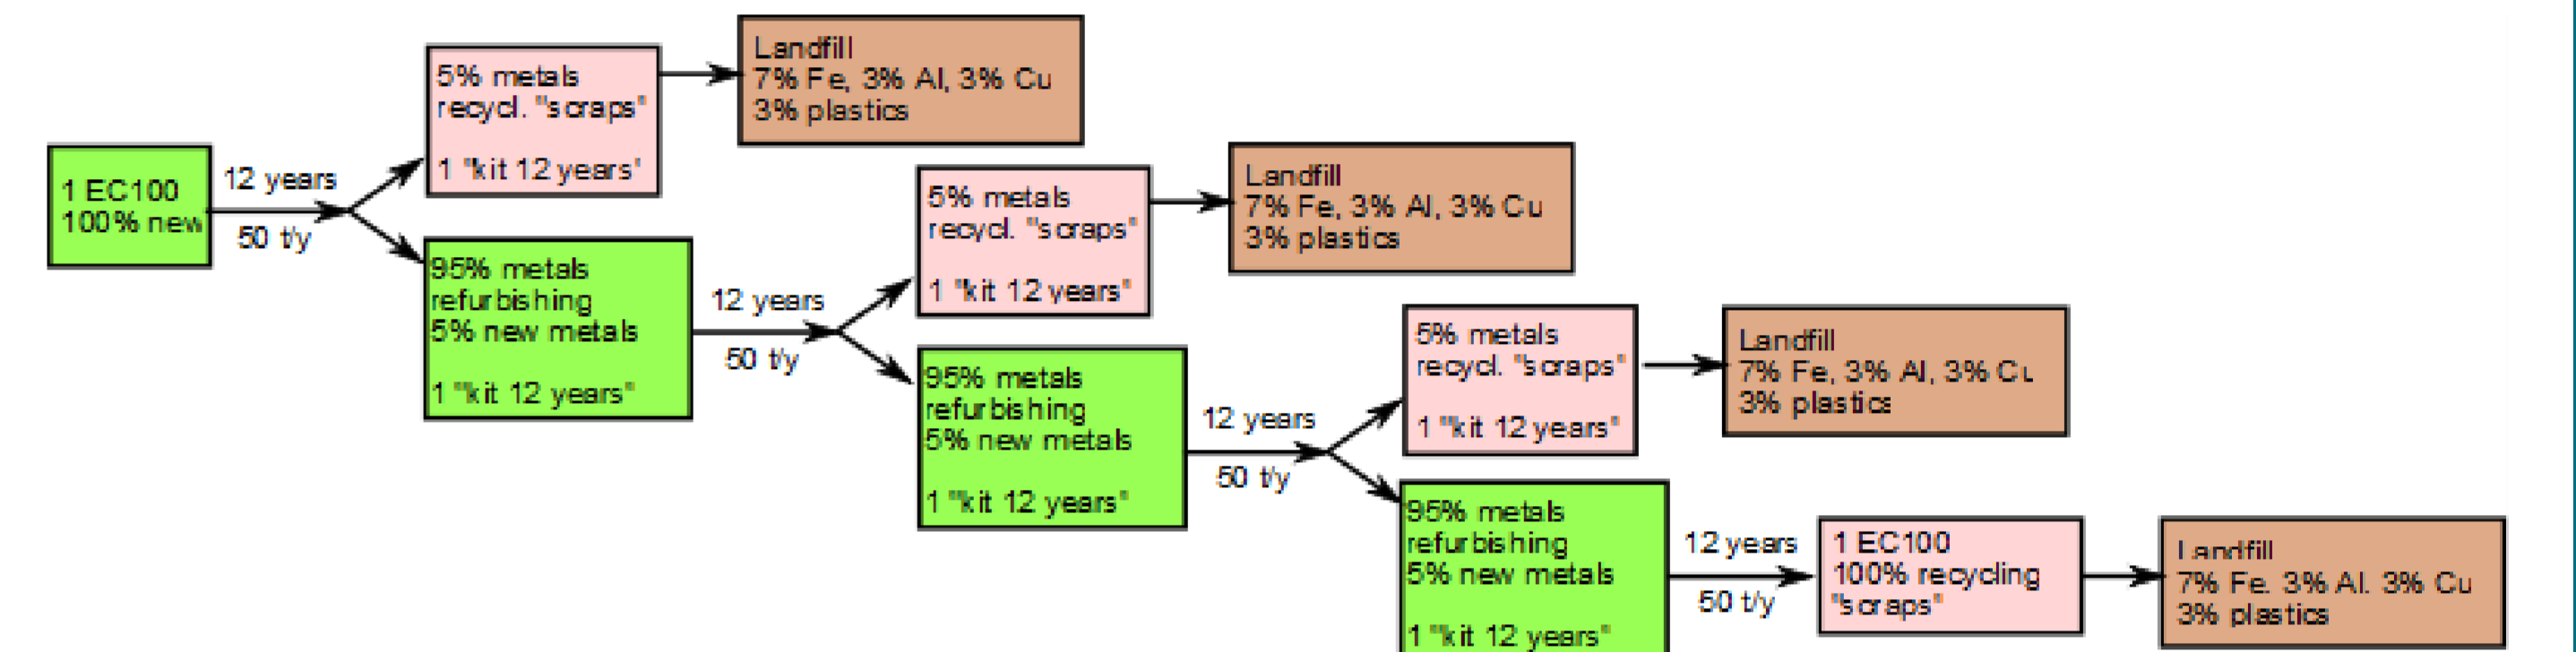 1 EC100
100% new
12 years
50 t/y
5% metals
recycl. "scraps"
1 "kit 12 years"
Landfill
7% Fe, 3% Al, 3% Cu
3% plastics
95% metals
refurbishing
5% new metals
1 "kit 12 years"
12 years
50 t/y
5% metals
recycl. "scraps"
1 "kit 12 years"
Landfill
7% Fe, 3% Al, 3% Cu
3% plastics
95% metals
refurbishing
5% new metals
1 "kit 12 years"
12 years
50 t/y
5% metals
recycl. "scraps"
1 "kit 12 years"
Landfill
7% Fe, 3% Al, 3% Cu
3% plastics
95% metals
refurbishing
5% new metals
1 "kit 12 years"
12 years
50 t/y
1 EC100
100% recycling
"scraps"
Landfill
7% Fe. 3% Al. 3% Cu
3% plastics